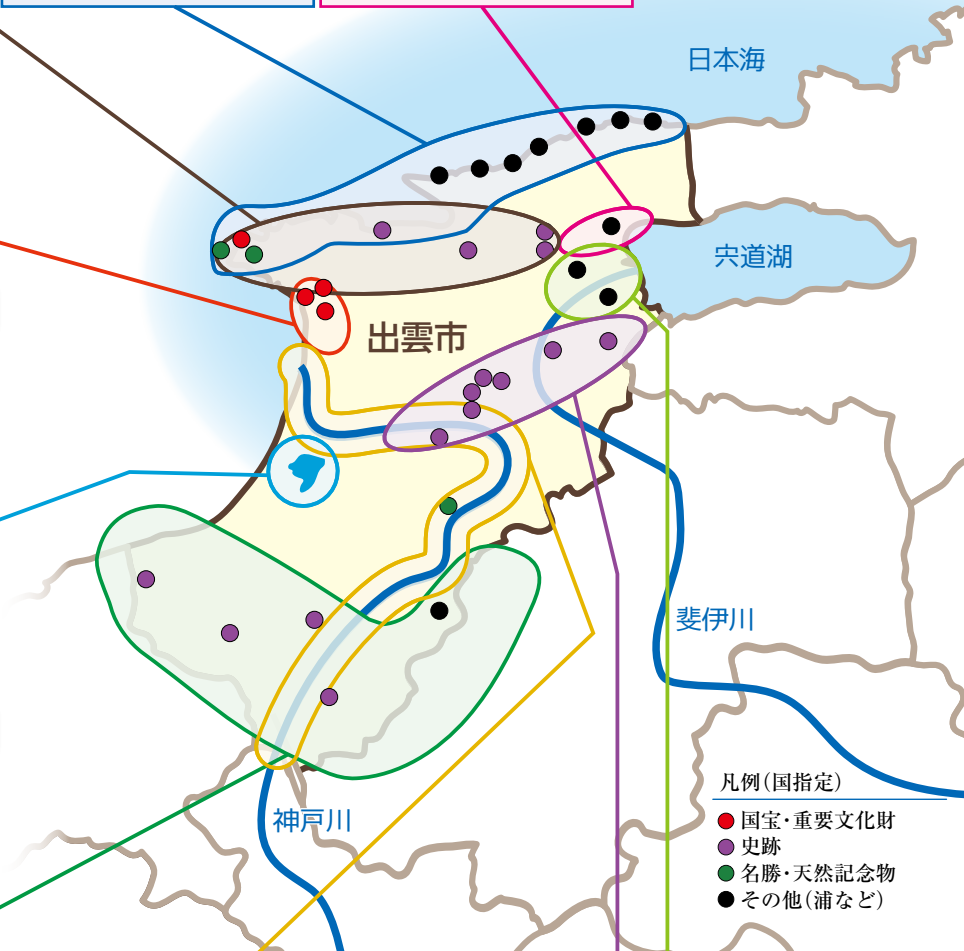 日本海
宍道湖
出雲市
斐伊川
神戸川
凡例(国指定)
国宝・重要文化財
史跡
名勝・天然記念物
その他(浦など)